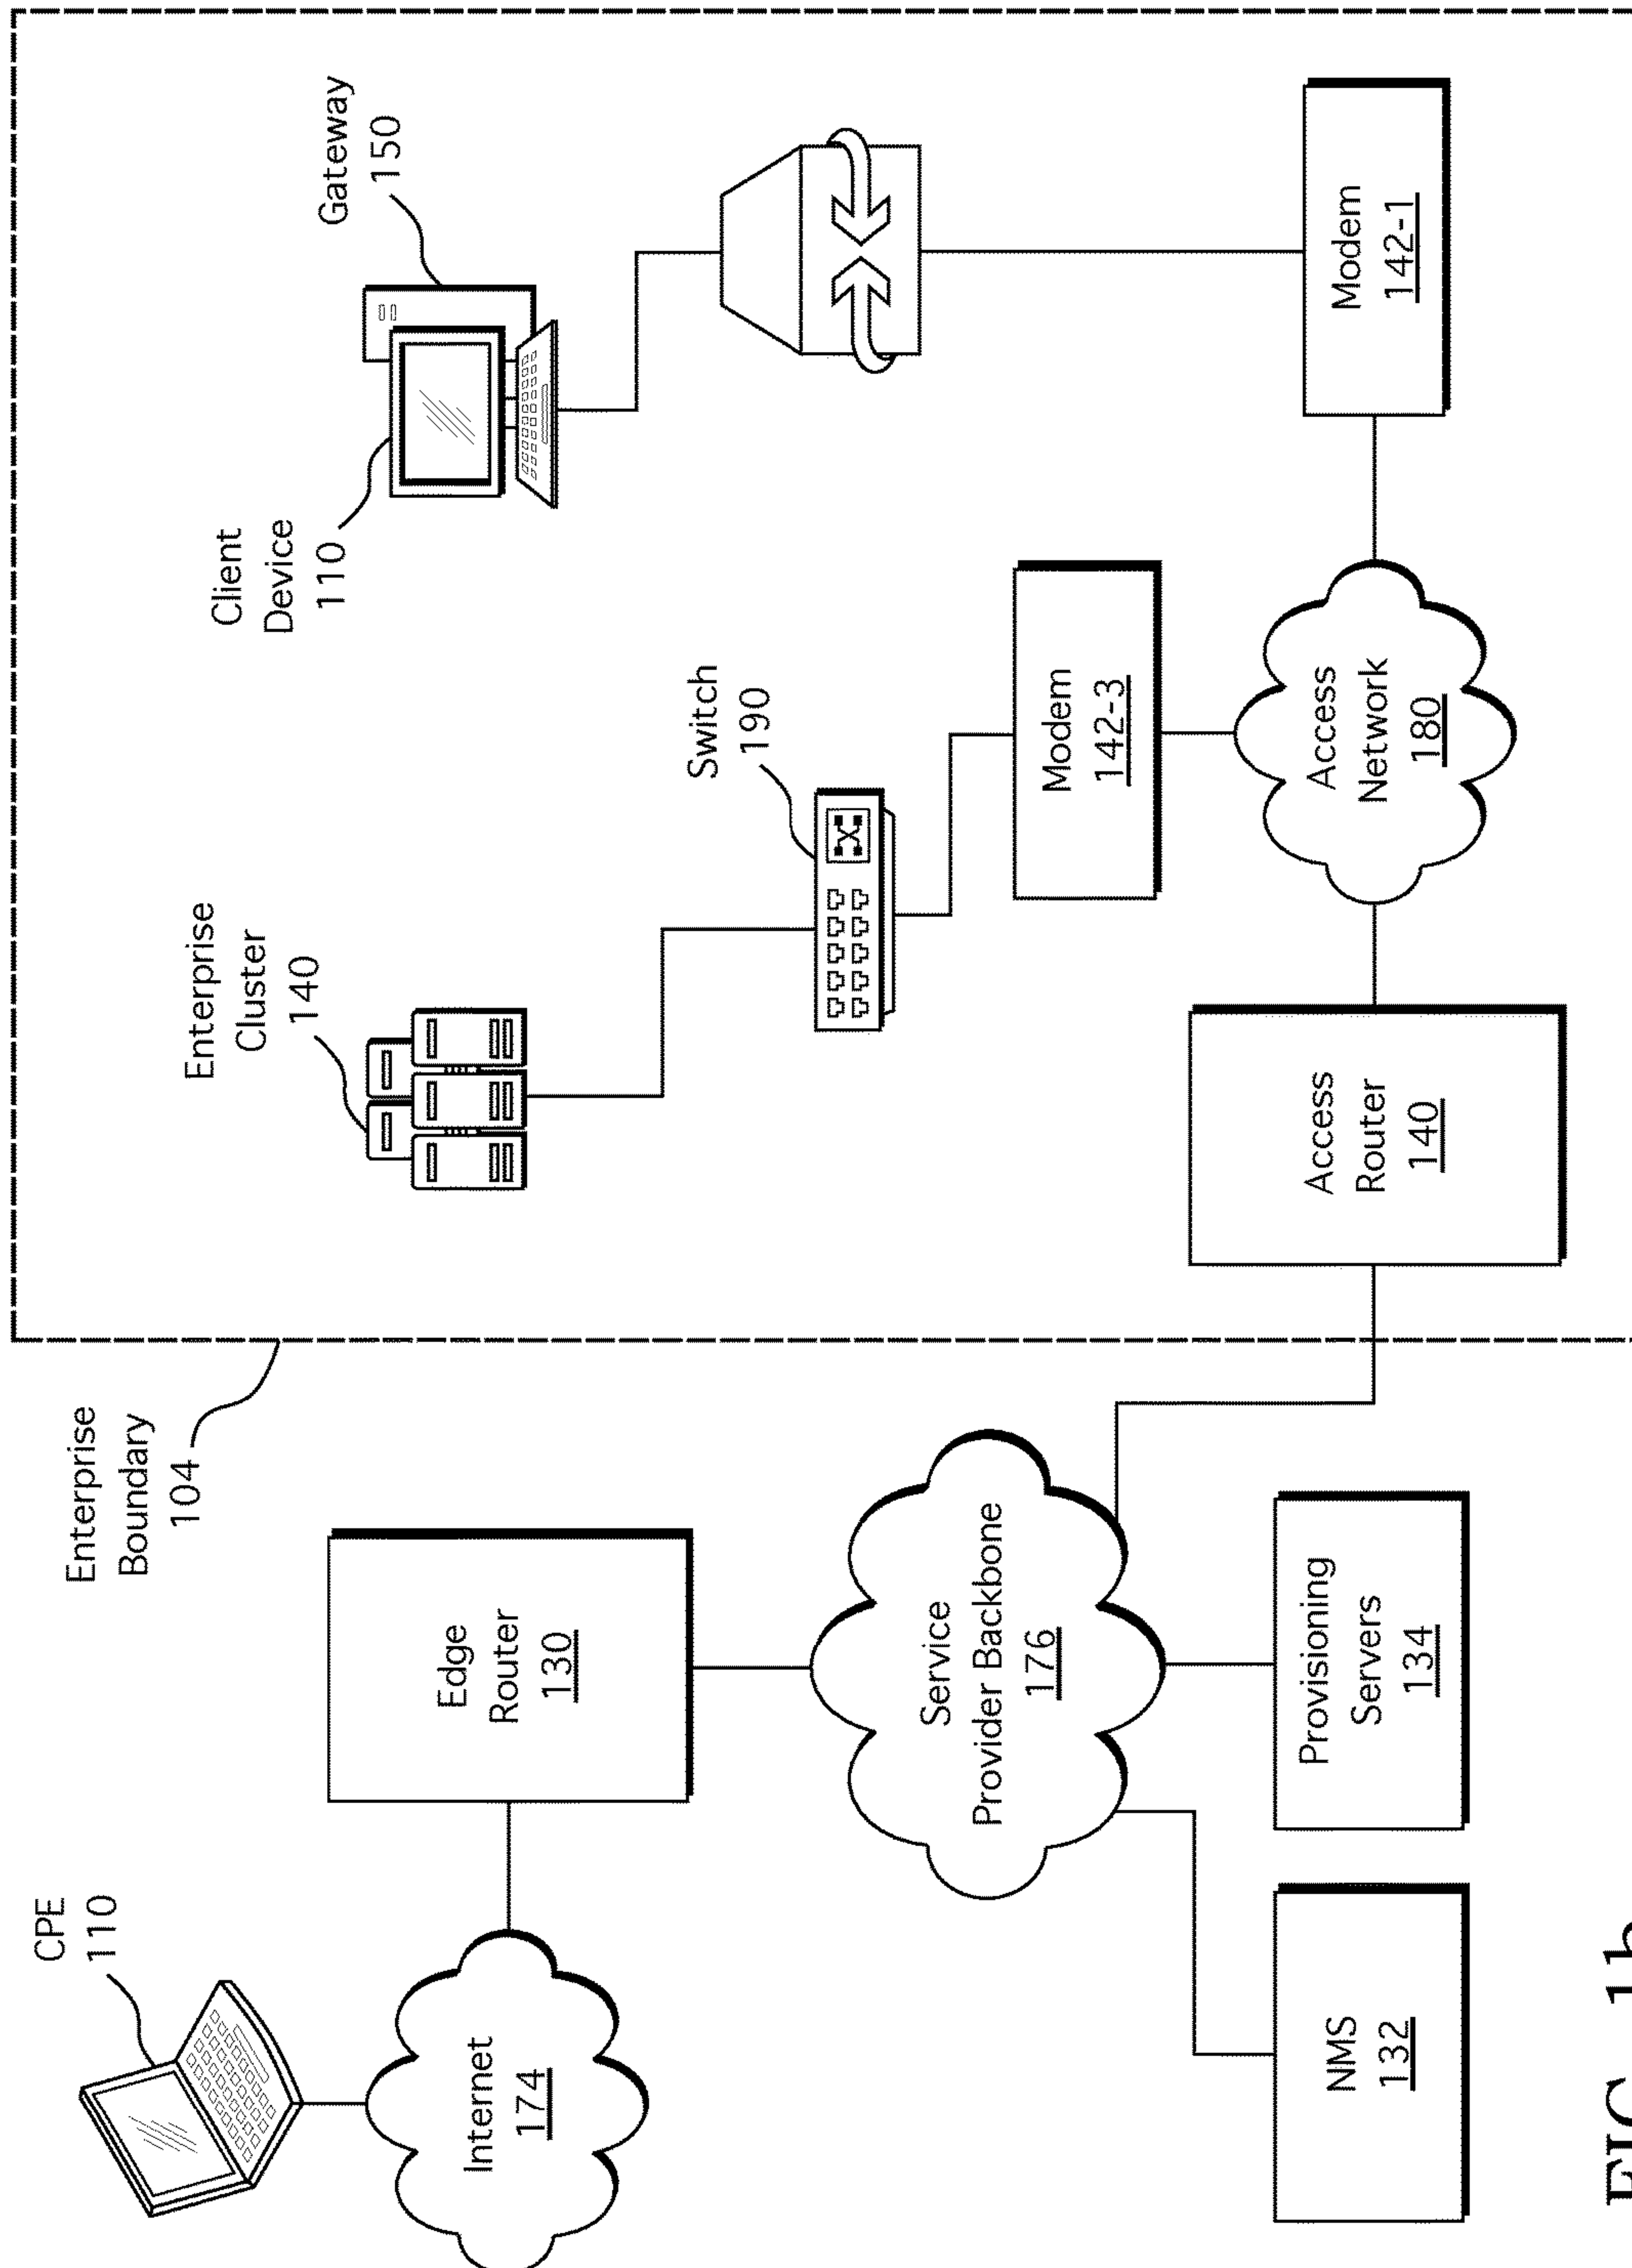 CPE
110
Enterprise
Boundary
104
Enterprise
Cluster
140
Client
Device
110
Gateway
150
Internet
174
Edge
Router
130
Switch
190
Service
Provider Backbone
176
Modem
142-3
NMS
132
Provisioning
Servers
134
Access
Router
140
Access
Network
180
Modem
142-1
FIG. 1b